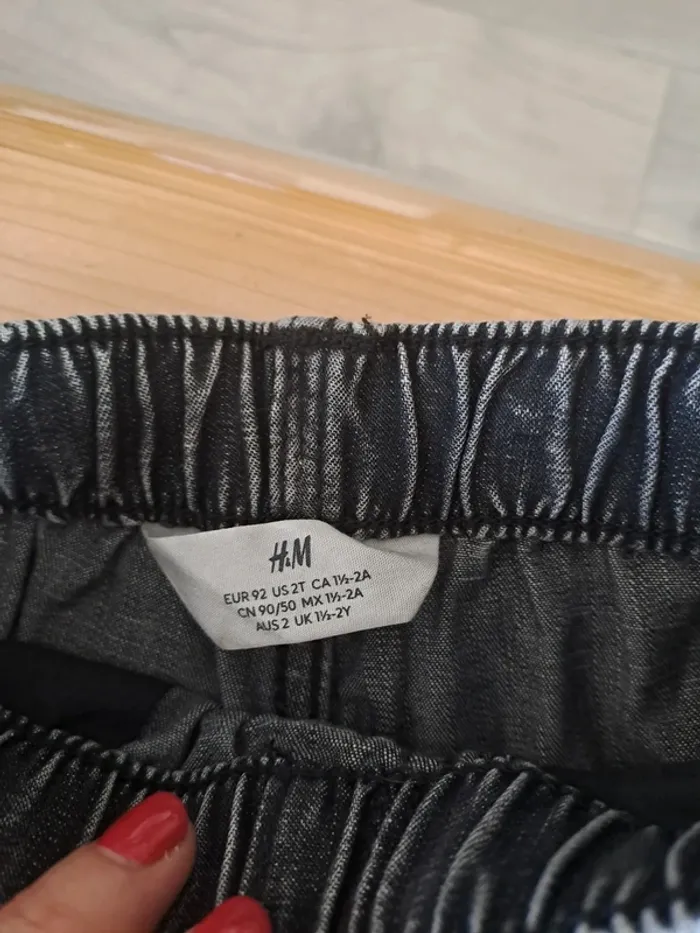 H&M
EUR 92 US 2T CA 1½-2A
CN 90/50 MX 1½-2A
AUS 2 UK 1½-2Y